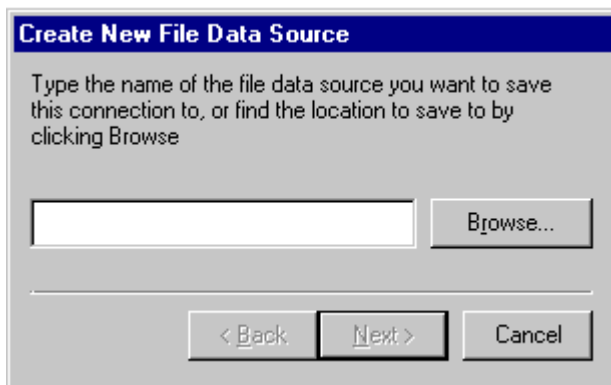 Create New File Data Source
Type the name of the file data source you want to save
this connection to, or find the location to save to by
clicking Browse
Browse...
< Back
Next >
Cancel